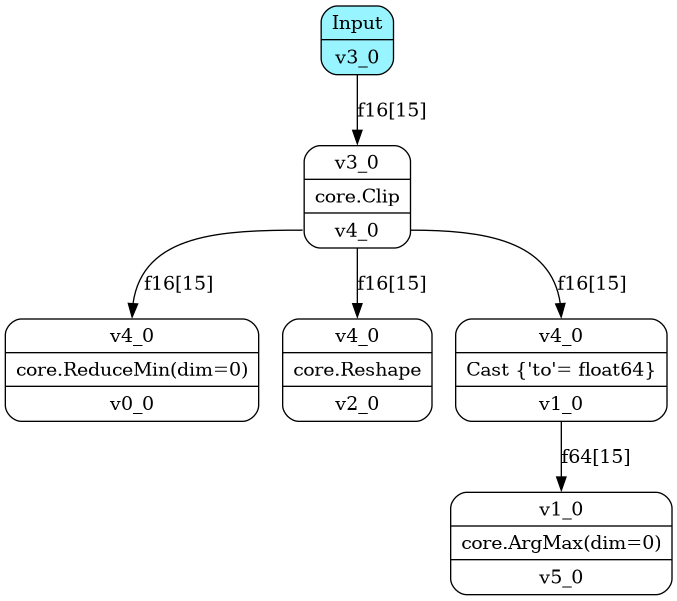 Input
v3_0
f16[15]
v3_0
core.Clip
v4_0
f16[15]
f16[15]
f16[15]
v4_0
core.ReduceMin(dim=0)
v0_0
v4_0
core.Reshape
v2_0
v4_0
Cast {'to'= float64}
v1_0
f64[15]
v1_0
core.ArgMax(dim=0)
v5_0